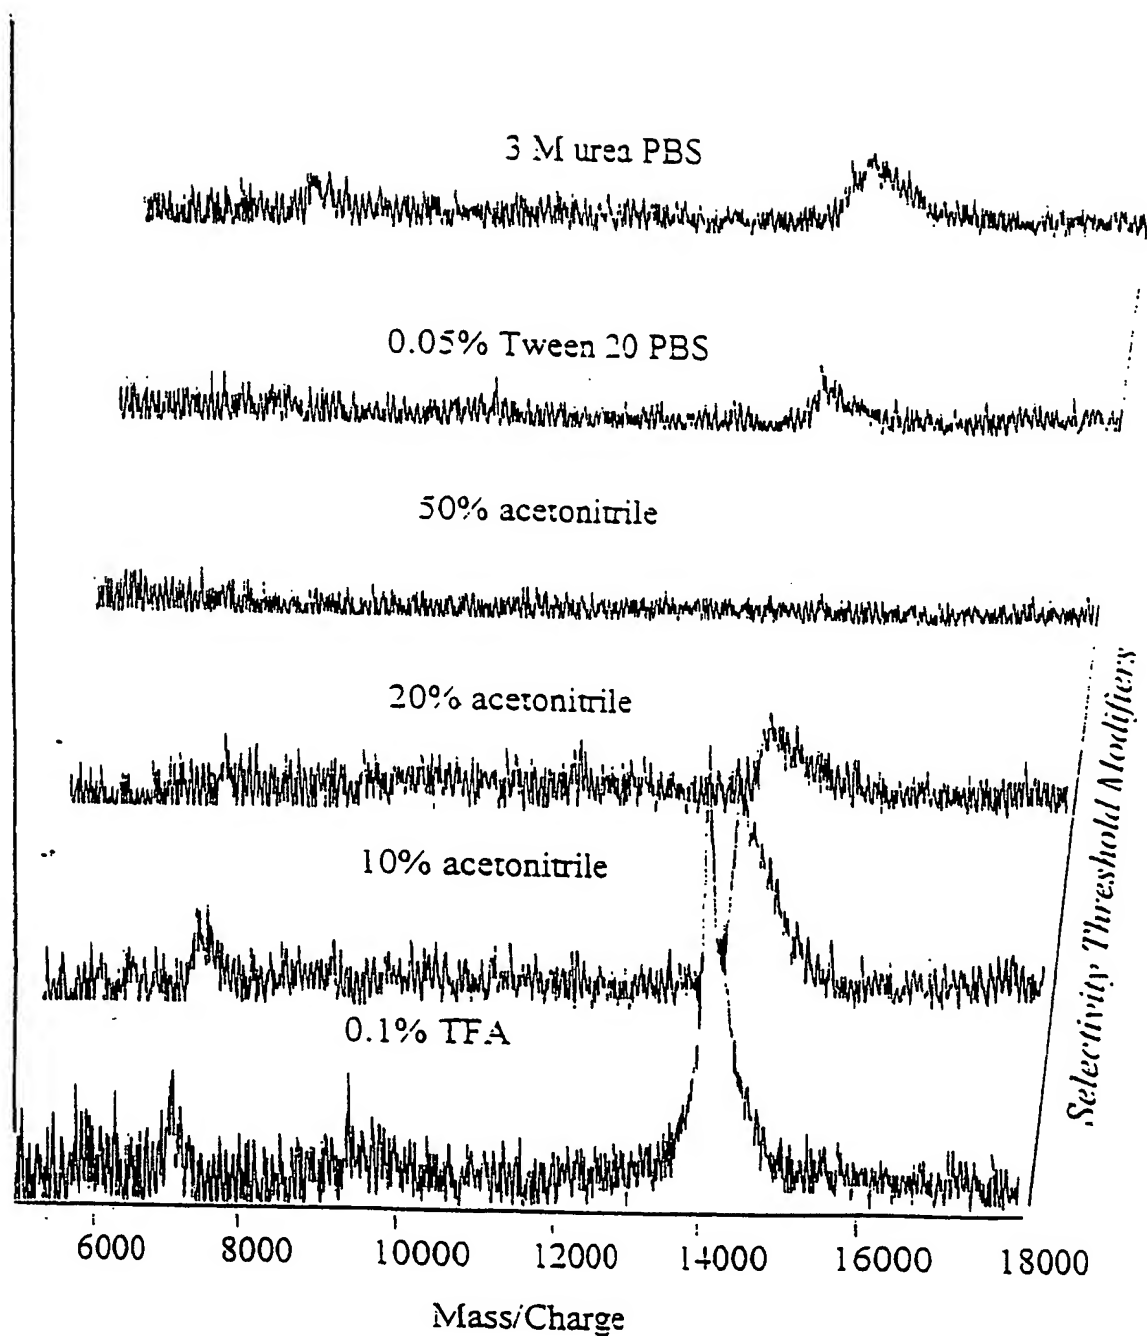 3 M urea PBS
0.05% Tween 20 PBS
50% acetonitrile
20% acetonitrile
10% acetonitrile
0.1% TFA
Selectivity Threshold Modifiers
6000 8000 10000 12000 14000 16000 18000
Mass/Charge